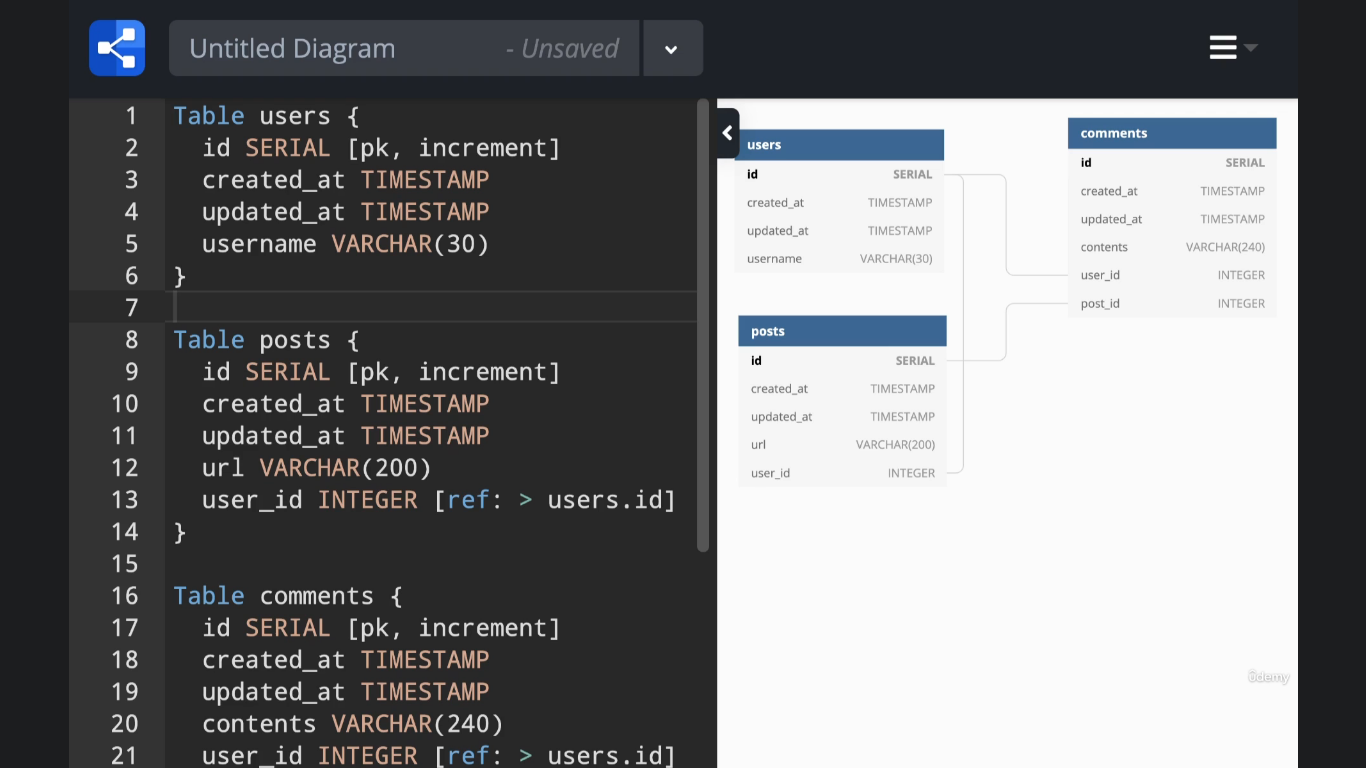 Untitled Diagram - Unsaved
1 Table users {
2 id SERIAL [pk, increment]
3 created_at TIMESTAMP
4 updated_at TIMESTAMP
5 username VARCHAR(30)
6 }
7
8 Table posts {
9 id SERIAL [pk, increment]
10 created_at TIMESTAMP
11 updated_at TIMESTAMP
12 url VARCHAR(200)
13 user_id INTEGER [ref: > users.id]
14 }
15
16 Table comments {
17 id SERIAL [pk, increment]
18 created_at TIMESTAMP
19 updated_at TIMESTAMP
20 contents VARCHAR(240)
21 user_id INTEGER [ref: > users.id]
users
id SERIAL
created_at TIMESTAMP
updated_at TIMESTAMP
username VARCHAR(30)
posts
id SERIAL
created_at TIMESTAMP
updated_at TIMESTAMP
url VARCHAR(200)
user_id INTEGER
comments
id SERIAL
created_at TIMESTAMP
updated_at TIMESTAMP
contents VARCHAR(240)
user_id INTEGER
post_id INTEGER
ûdemy